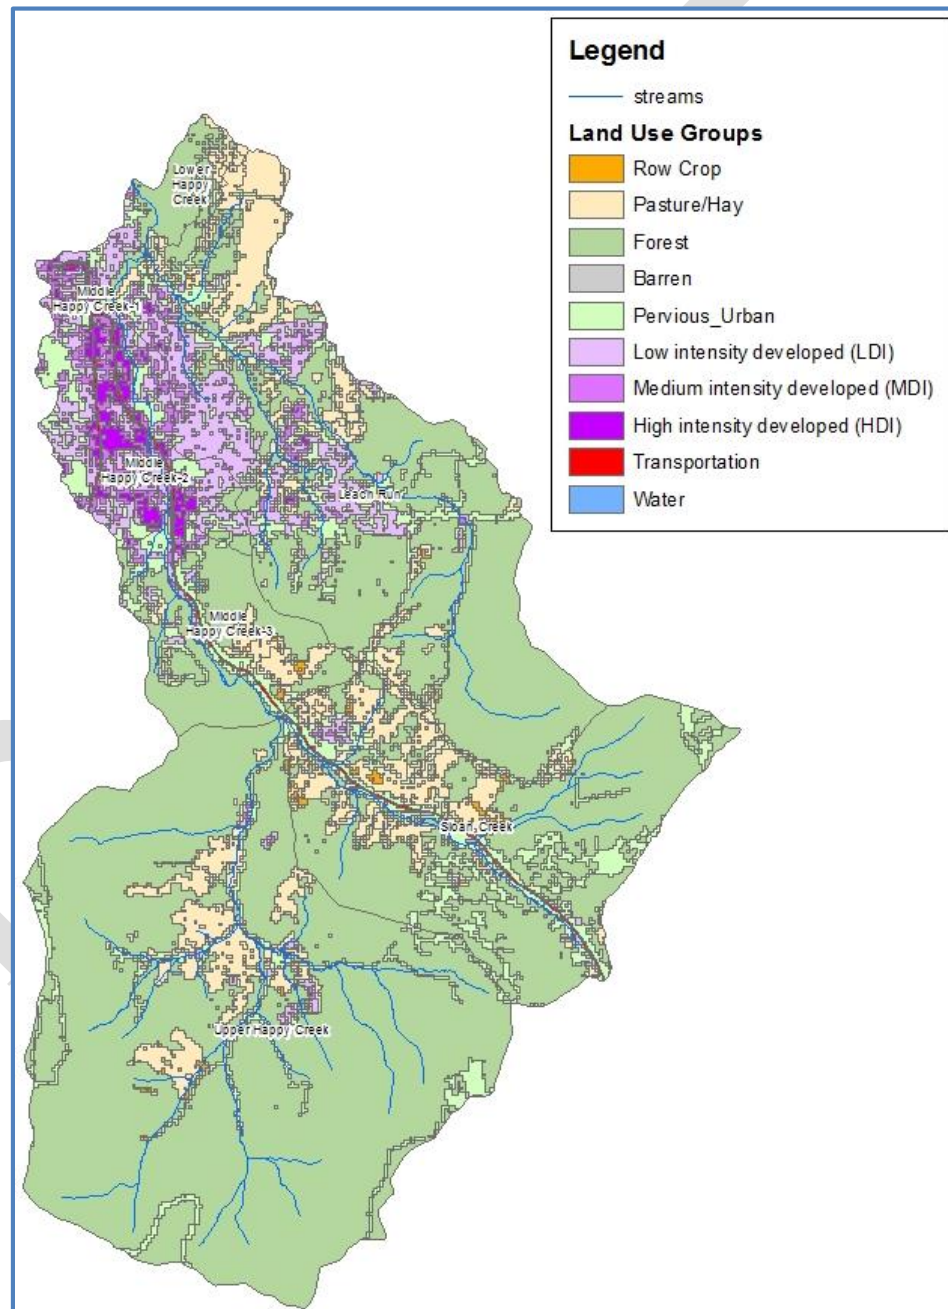 Legend
streams
Land Use Groups
Row Crop
Pasture/Hay
Forest
Barren
Pervious_Urban
Low intensity developed (LDI)
Medium intensity developed (MDI)
High intensity developed (HDI)
Transportation
Water
Lower
Happy
Creek
Middle
Happy Creek-1
Middle
Happy Creek-2
Leach Run
Middle
Happy Creek-3
Sloan Creek
Upper Happy Creek